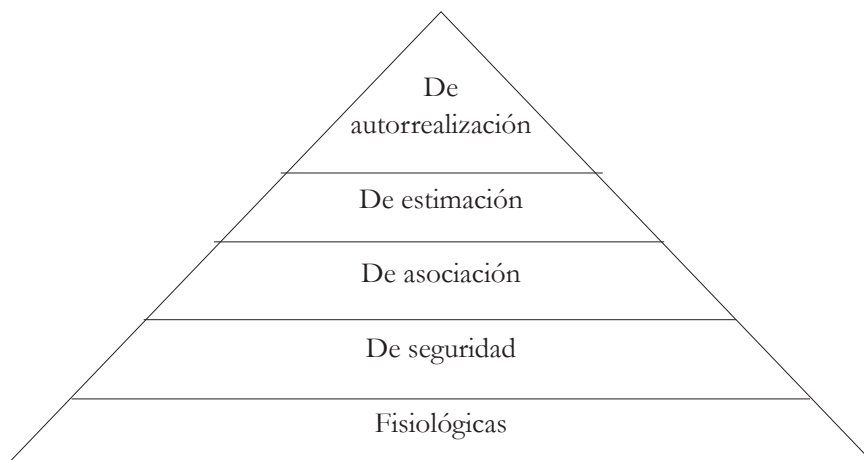 De
autorrealización
De estimación
De asociación
De seguridad
Fisiológicas